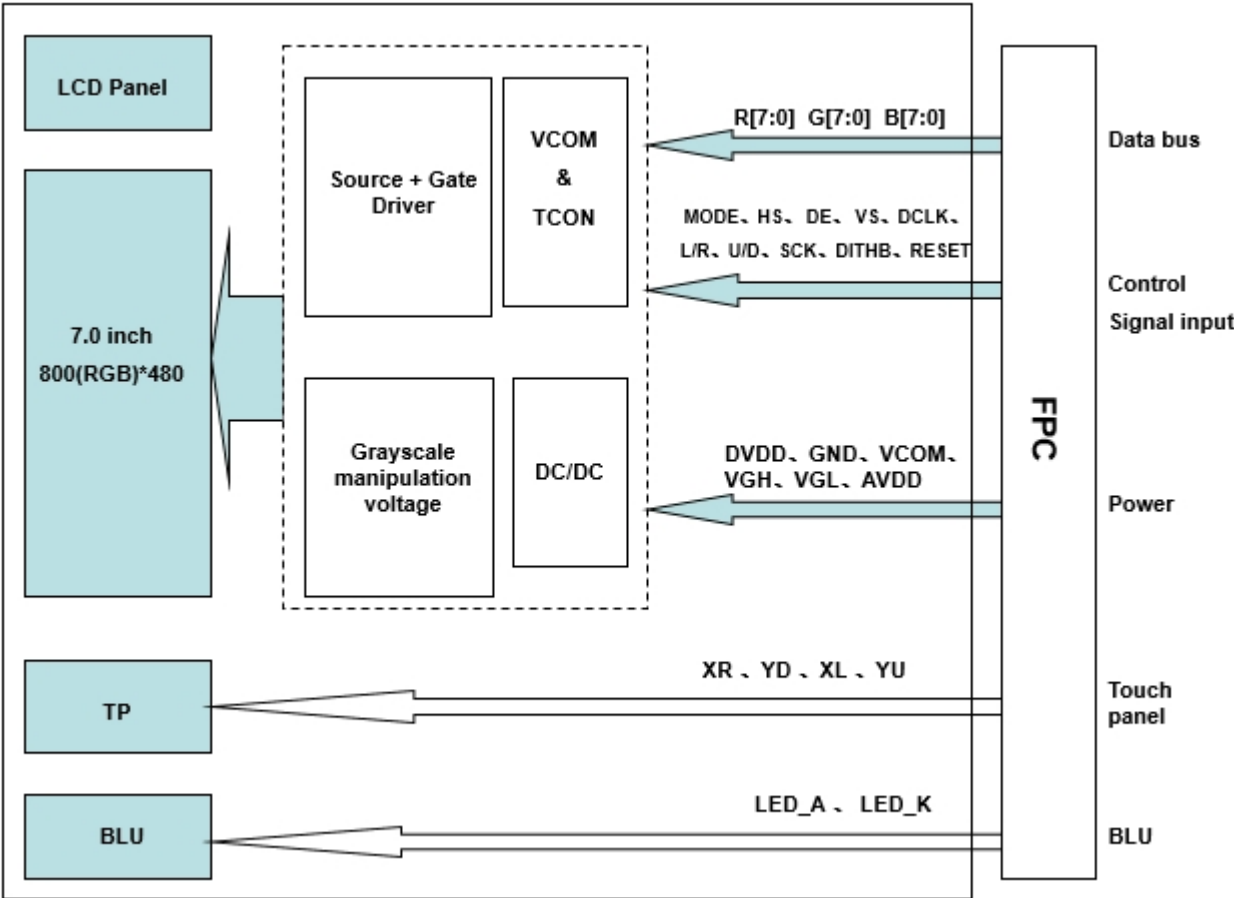 LCD Panel
7.0 inch
800(RGB)*480
TP
BLU
Source + Gate
Driver
VCOM
&
TCON
Grayscale
manipulation
voltage
DC/DC
R[7:0] G[7:0] B[7:0]
MODE、HS、DE、VS、DCLK、
L/R、U/D、SCK、DITHB、RESET
DVDD、GND、VCOM、
VGH、VGL、AVDD
XR 、YD 、XL 、YU
LED_A 、 LED_K
FPC
Data bus
Control
Signal input
Power
Touch
panel
BLU